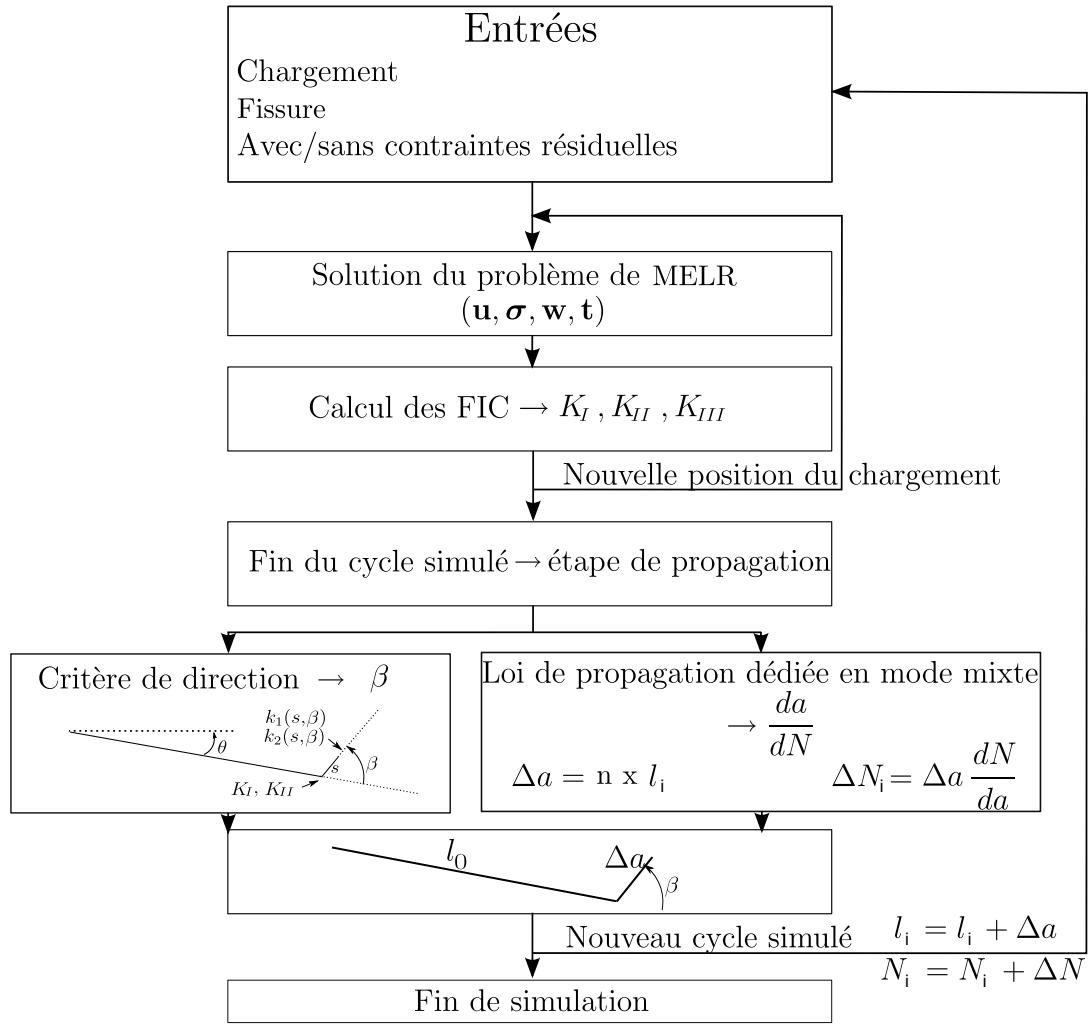 Entrées
Chargement
Fissure
Avec/sans contraintes résiduelles
Solution du problème de MELR
(u, σ, w, t)
Calcul des FIC → K_I , K_II , K_III
Nouvelle position du chargement
Fin du cycle simulé → étape de propagation
Critère de direction → β
k_1(s,β)
k_2(s,β)
θ
s
β
K_I, K_II
Loi de propagation dédiée en mode mixte
→ da/dN
Δa = n x l_i
ΔN_i = Δa dN/da
l_0
Δa
β
Nouveau cycle simulé
l_i = l_i + Δa
N_i = N_i + ΔN
Fin de simulation